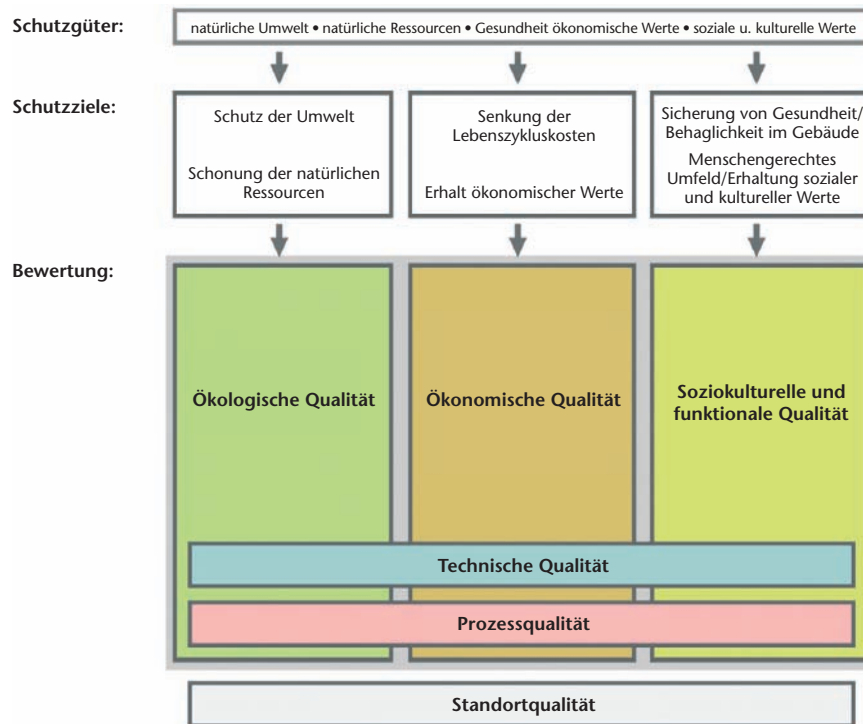 Schutzgüter:
natürliche Umwelt • natürliche Ressourcen • Gesundheit ökonomische Werte • soziale u. kulturelle Werte
Schutzziele:
Schutz der Umwelt
Schonung der natürlichen
Ressourcen
Senkung der
Lebenszykluskosten
Erhalt ökonomischer Werte
Sicherung von Gesundheit/
Behaglichkeit im Gebäude
Menschengerechtes
Umfeld/Erhaltung sozialer
und kultureller Werte
Bewertung:
Ökologische Qualität
Ökonomische Qualität
Soziokulturelle und
funktionale Qualität
Technische Qualität
Prozessqualität
Standortqualität